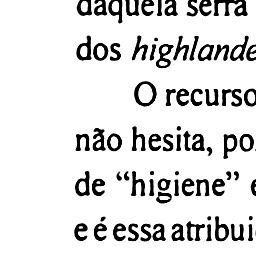 daquela serra
dos highlande
O recurso
não hesita, po
de “higiene”
e é essa atribui